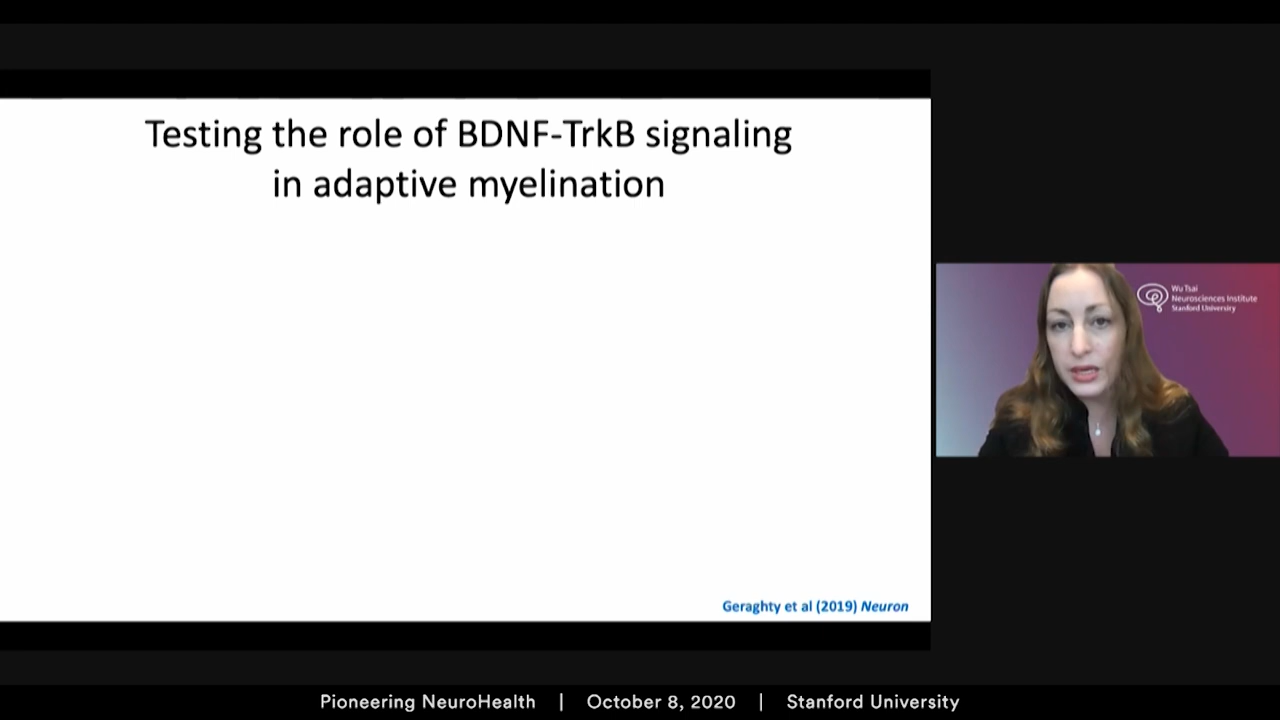 Testing the role of BDNF-TrkB signaling
in adaptive myelination
Wu Tsai
Neurosciences Institute
Stanford University
Geraghty et al (2019) Neuron
Pioneering NeuroHealth | October 8, 2020 | Stanford University